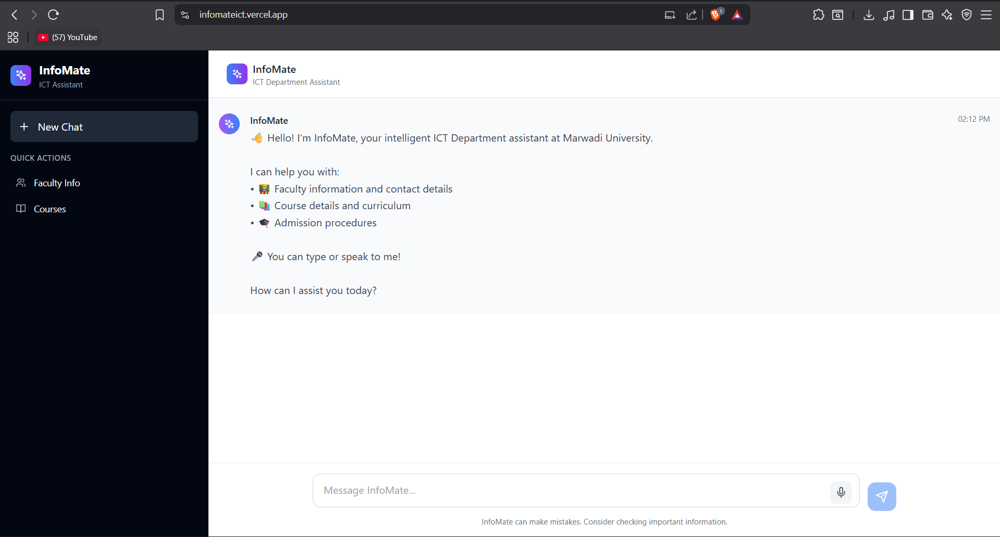 infomateict.vercel.app
1
(57) YouTube
InfoMate
ICT Assistant
New Chat
QUICK ACTIONS
Faculty Info
Courses
InfoMate
ICT Department Assistant
InfoMate
02:12 PM
👋 Hello! I'm InfoMate, your intelligent ICT Department assistant at Marwadi University.
I can help you with:
• 👩‍🏫 Faculty information and contact details
• 📚 Course details and curriculum
• 🎓 Admission procedures
🎤 You can type or speak to me!
How can I assist you today?
Message InfoMate...
InfoMate can make mistakes. Consider checking important information.